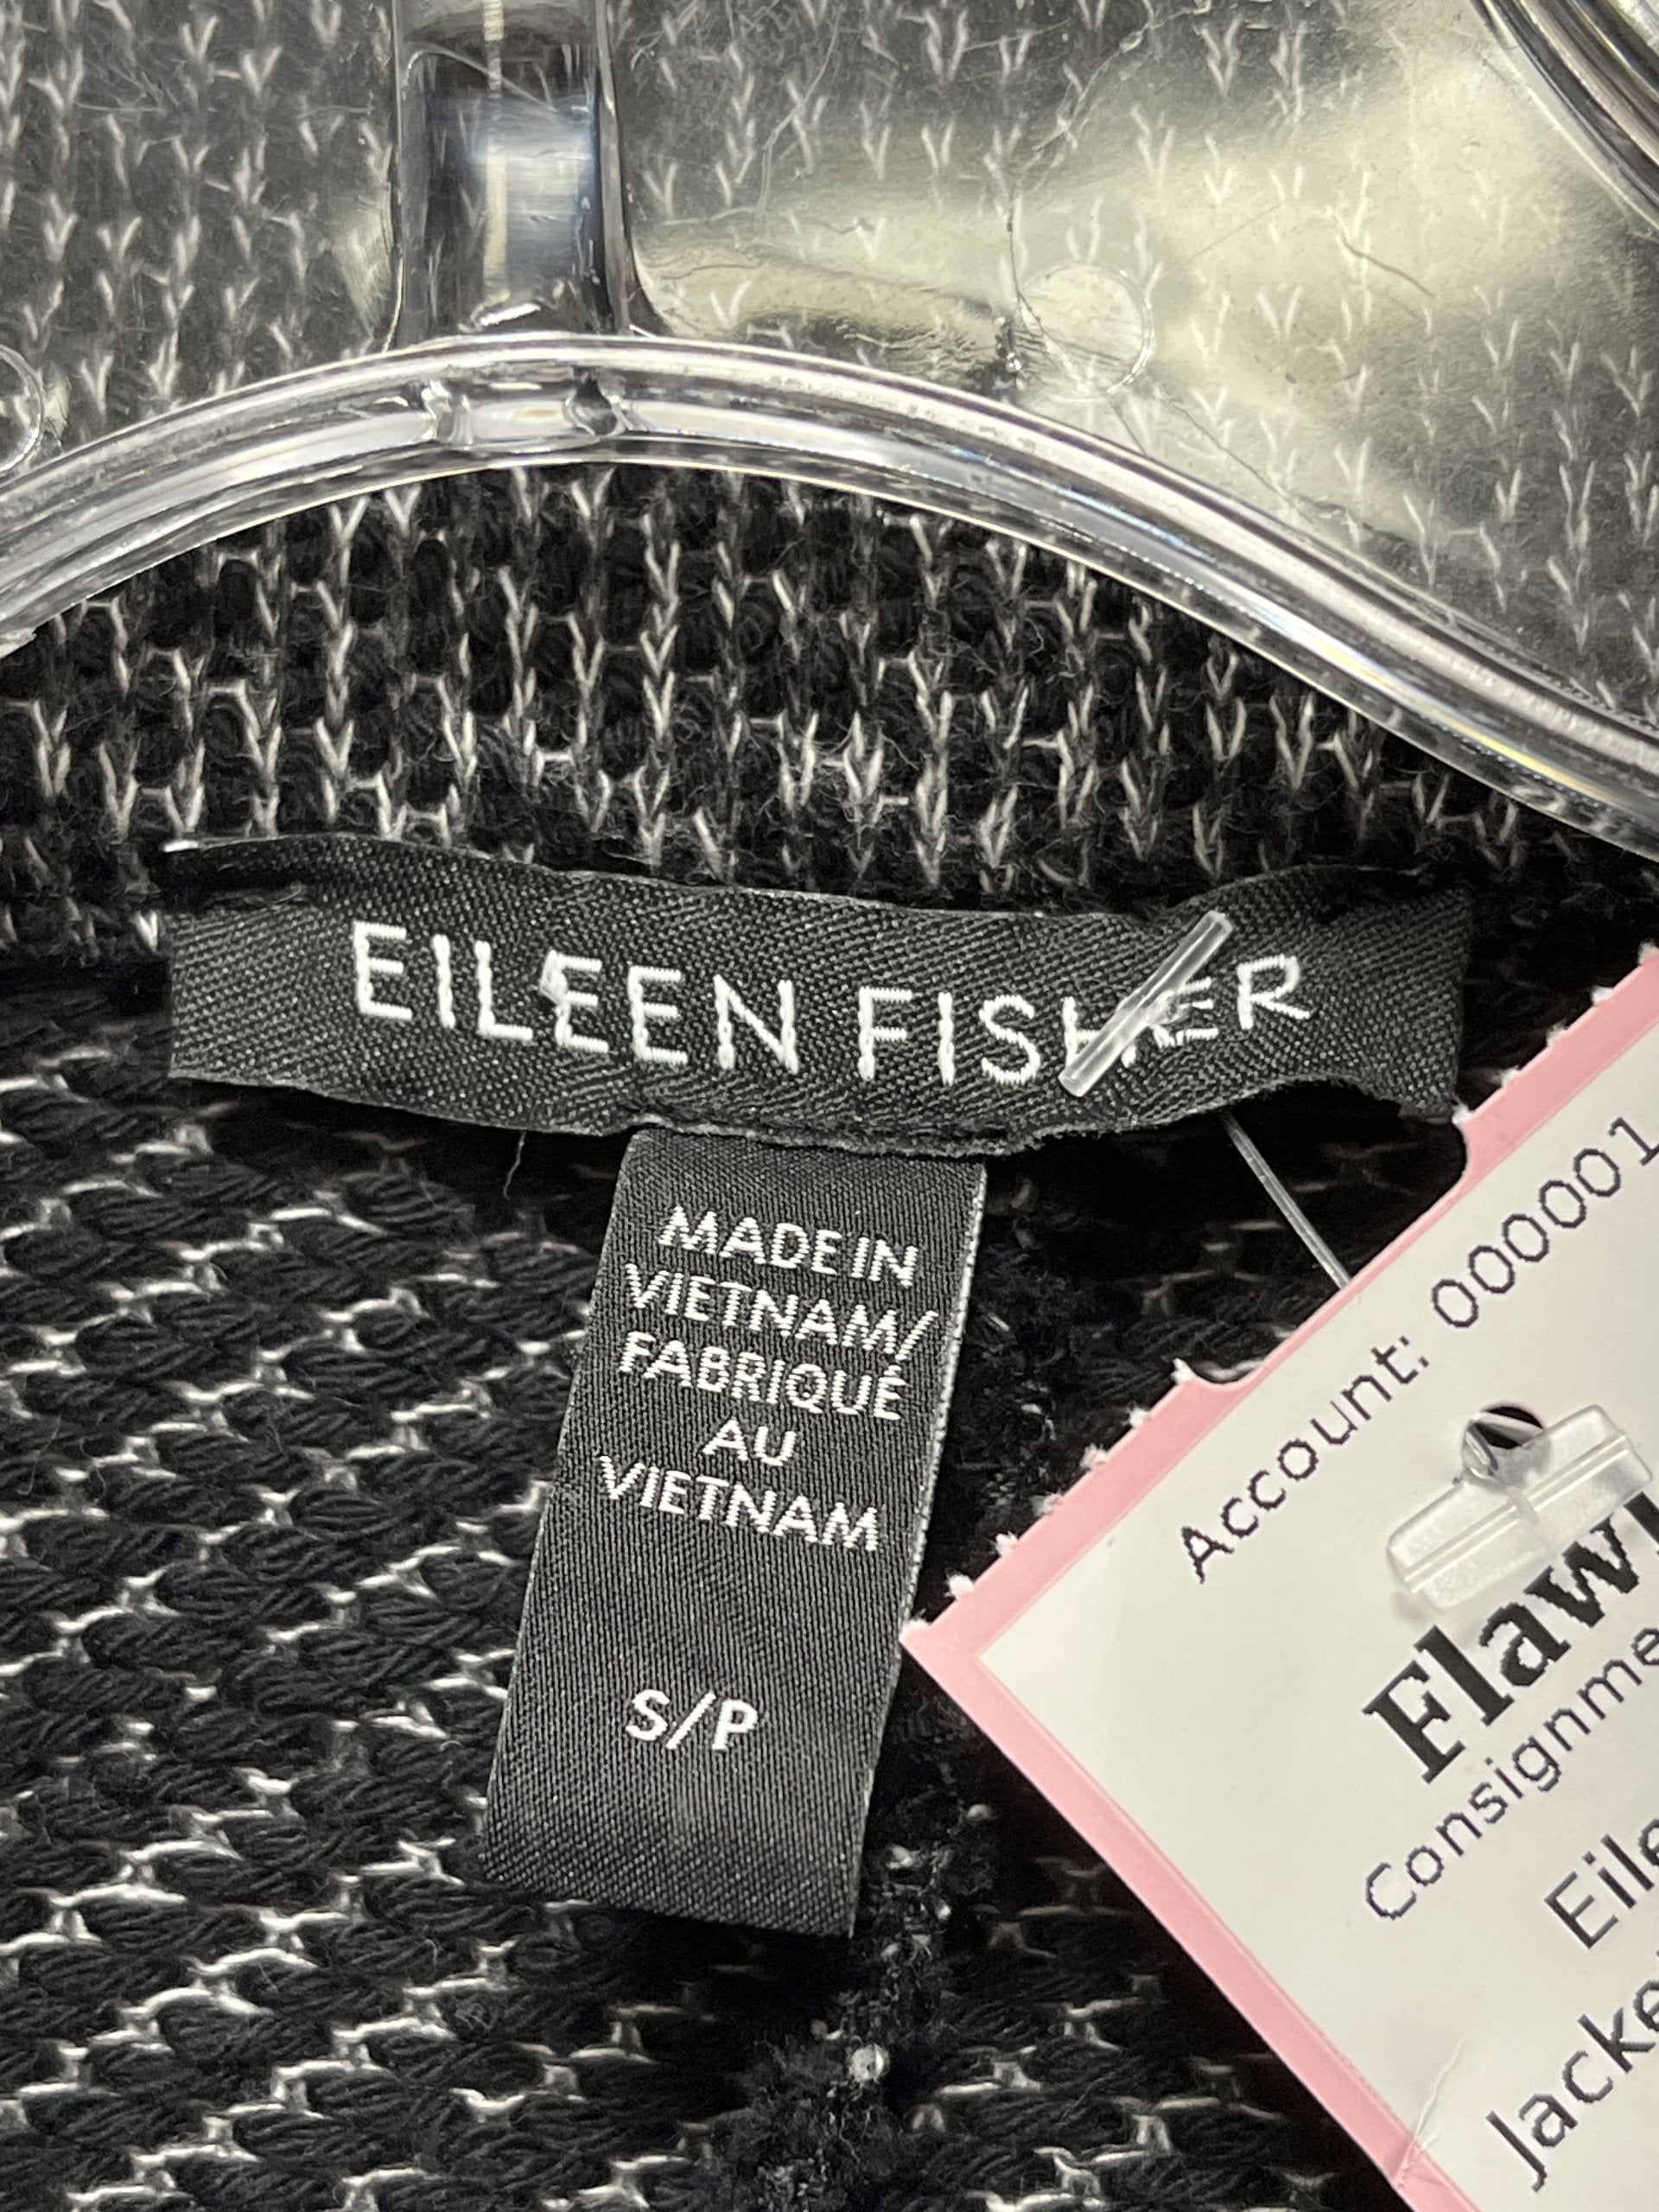 EILEEN FISHER
MADE IN
VIETNAM/
FABRIQUÉ
AU
VIETNAM
S/P
Account: 000001
Flawl
Consignme
Eile
Jacke